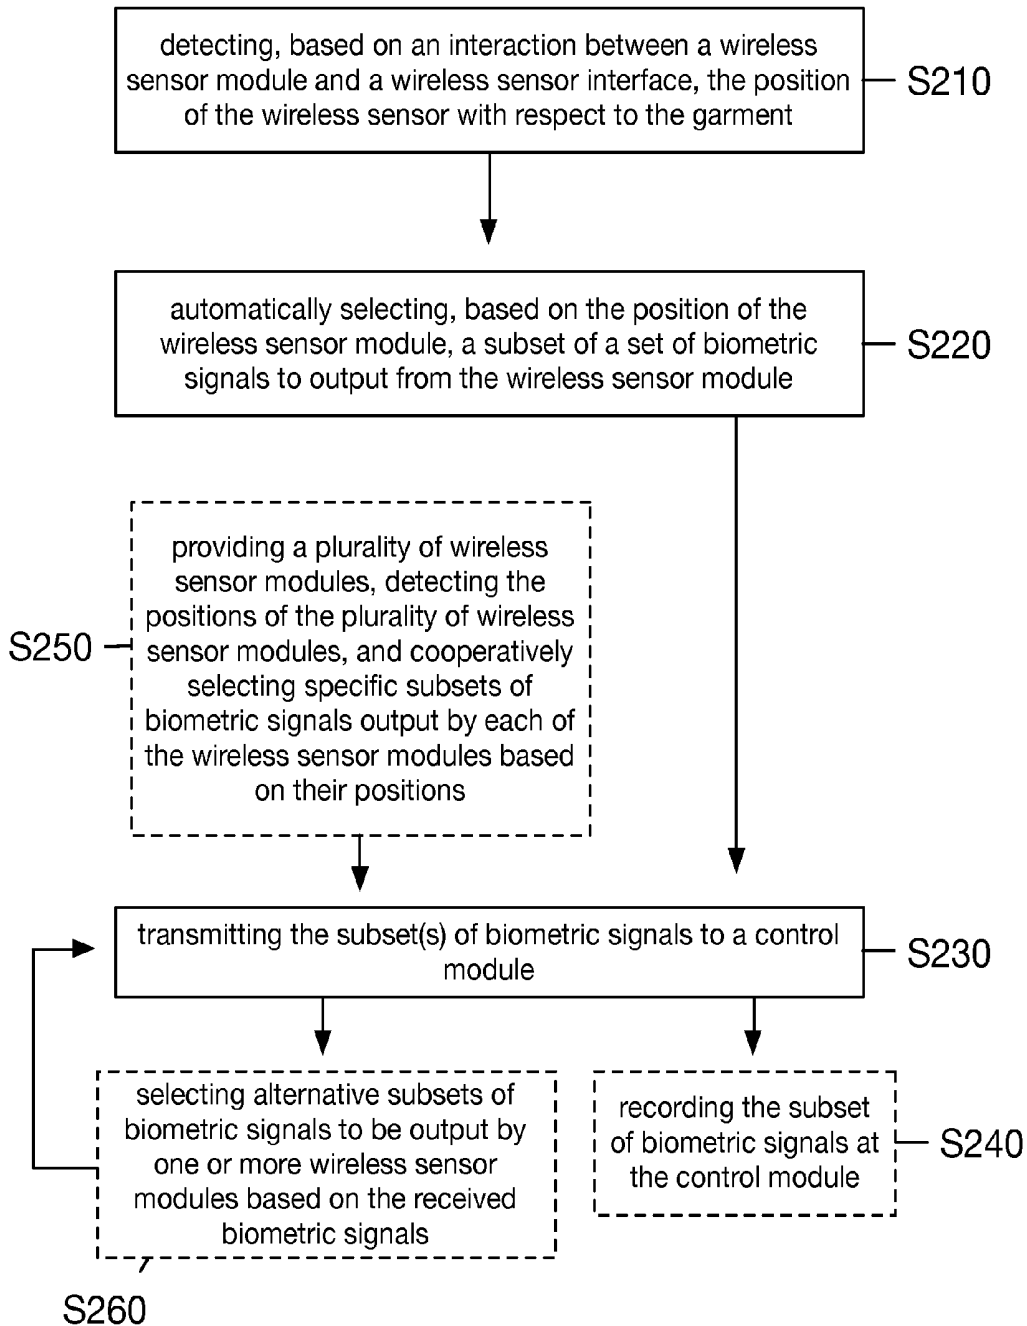 detecting, based on an interaction between a wireless
sensor module and a wireless sensor interface, the position
of the wireless sensor with respect to the garment
S210
automatically selecting, based on the position of the
wireless sensor module, a subset of a set of biometric
signals to output from the wireless sensor module
S220
providing a plurality of wireless
sensor modules, detecting the
positions of the plurality of wireless
sensor modules, and cooperatively
selecting specific subsets of
biometric signals output by each of
the wireless sensor modules based
on their positions
S250
transmitting the subset(s) of biometric signals to a control
module
S230
selecting alternative subsets of
biometric signals to be output by
one or more wireless sensor
modules based on the received
biometric signals
S260
recording the subset
of biometric signals at
the control module
S240